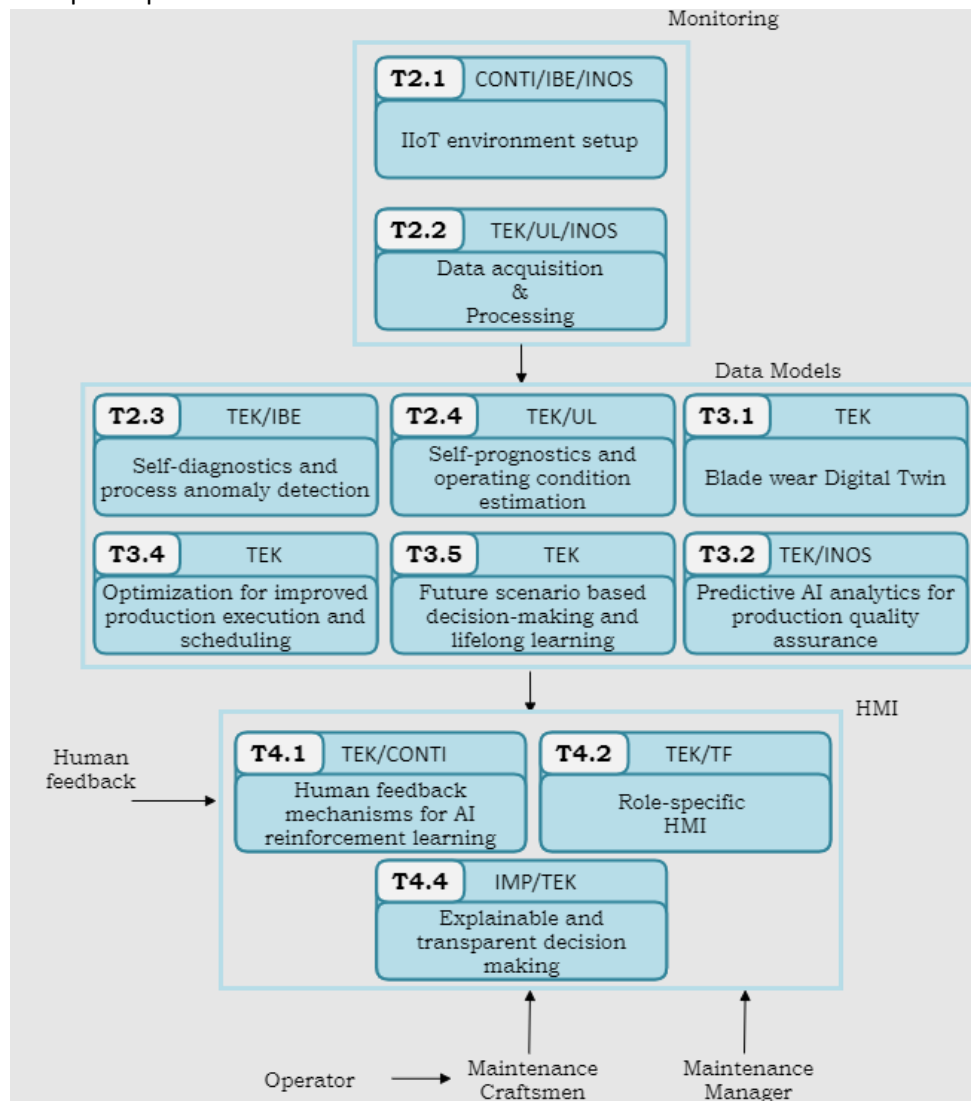 Monitoring
T2.1 CONTI/IBE/INOS
IIoT environment setup
T2.2 TEK/UL/INOS
Data acquisition
&
Processing
Data Models
T2.3 TEK/IBE
Self-diagnostics and
process anomaly detection
T2.4 TEK/UL
Self-prognostics and
operating condition
estimation
T3.1 TEK
Blade wear Digital Twin
T3.4 TEK
Optimization for improved
production execution and
scheduling
T3.5 TEK
Future scenario based
decision-making and
lifelong learning
T3.2 TEK/INOS
Predictive AI analytics for
production quality
assurance
HMI
Human
feedback
T4.1 TEK/CONTI
Human feedback
mechanisms for AI
reinforcement learning
T4.2 TEK/TF
Role-specific
HMI
T4.4 IMP/TEK
Explainable and
transparent decision
making
Operator
Maintenance
Craftsmen
Maintenance
Manager